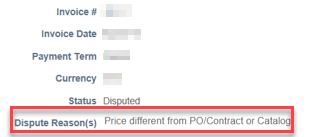 Invoice #
Invoice Date
Payment Term
Currency
Status Disputed
Dispute Reason(s) Price different from PO/Contract or Catalog